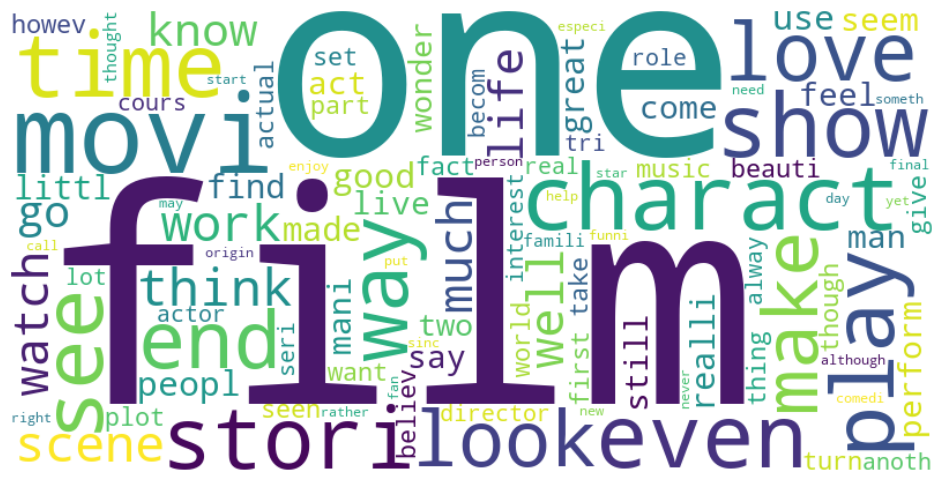 howev
thought
time
know
start
cours
one
set
act
part
actual
wonder
becom
life
especi
great
tri
role
come
love
use
seem
need
feel
someth
show
movi
littl
go
find
enjoy
good
fact
person
real
star
music
beauti
final
give
work
made
live
way
much
interest
famili
help
charact
day
yet
man
call
may
origin
lot
watch
see
film
think
actor
end
peopl
seri
mani
put
want
two
say
sinc
world
well
first
take
funni
still
realli
never
alway
thing
make
though
play
perform
although
comedi
right
plot
scene
stori
seen
rather
fan
believ
director
look
new
even
turn
anoth